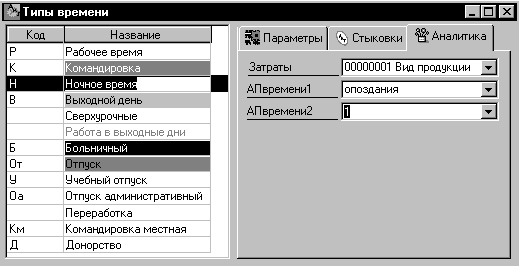 Типы времени
Код Название
Р Рабочее время
К Командировка
Н Ночное время
В Выходной день
Сверхурочные
Работа в выходные дни
Б Больничный
От Отпуск
У Учебный отпуск
Оа Отпуск административный
Переработка
Км Командировка местная
Д Донорство
Параметры Стыковки Аналитика
Затраты 00000001 Вид продукции
АПвремени1 опоздания
АПвремени2 1